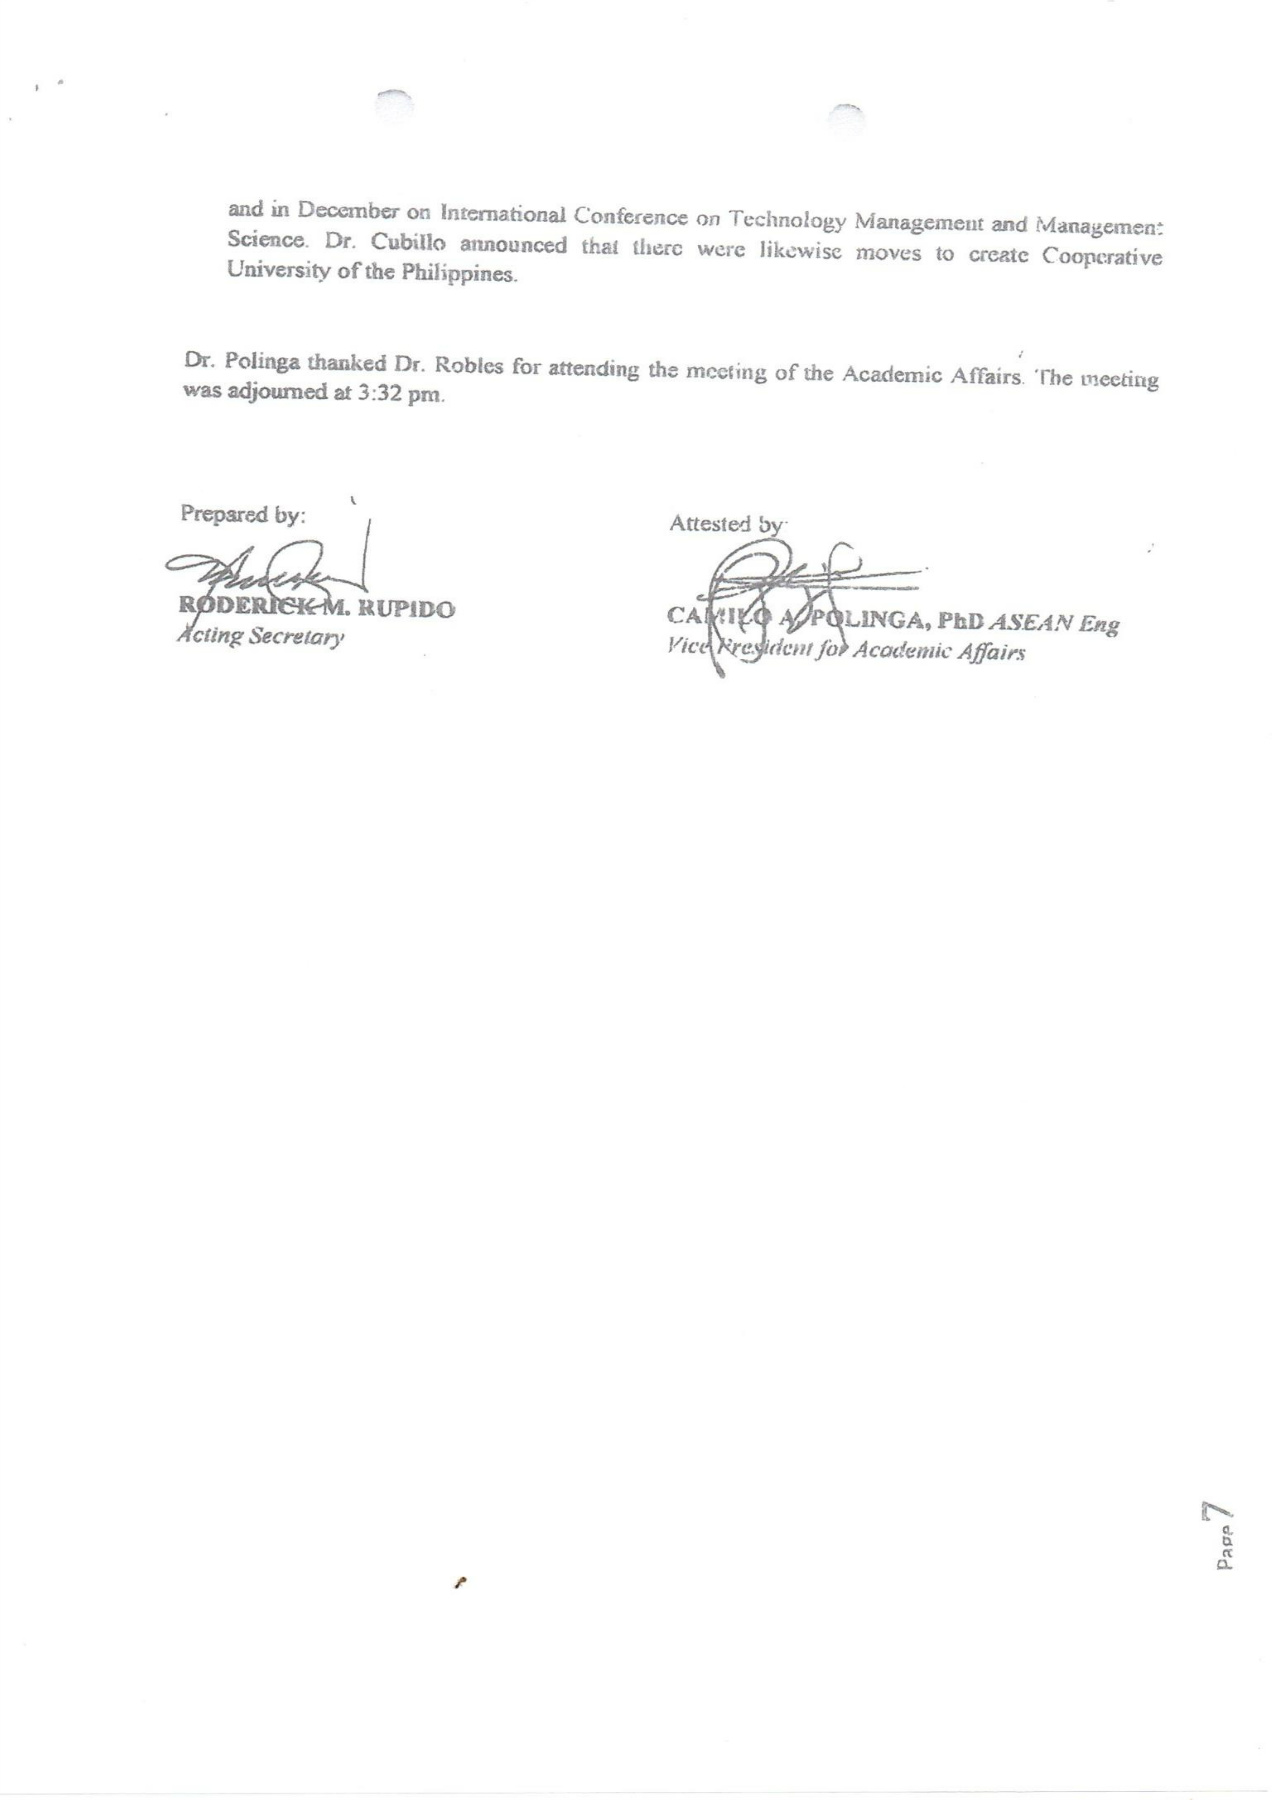 and in December on International Conference on Technology Management and Management
Science. Dr. Cubillo announced that there were likewise moves to create Cooperative
University of the Philippines.
Dr. Polinga thanked Dr. Robles for attending the meeting of the Academic Affairs. The meeting
was adjourned at 3:32 pm.
Prepared by:
RODERICK M. RUPIDO
Acting Secretary
Attested by:
CAMILO A. POLINGA, PhD ASEAN Eng
Vice President for Academic Affairs
Page 7